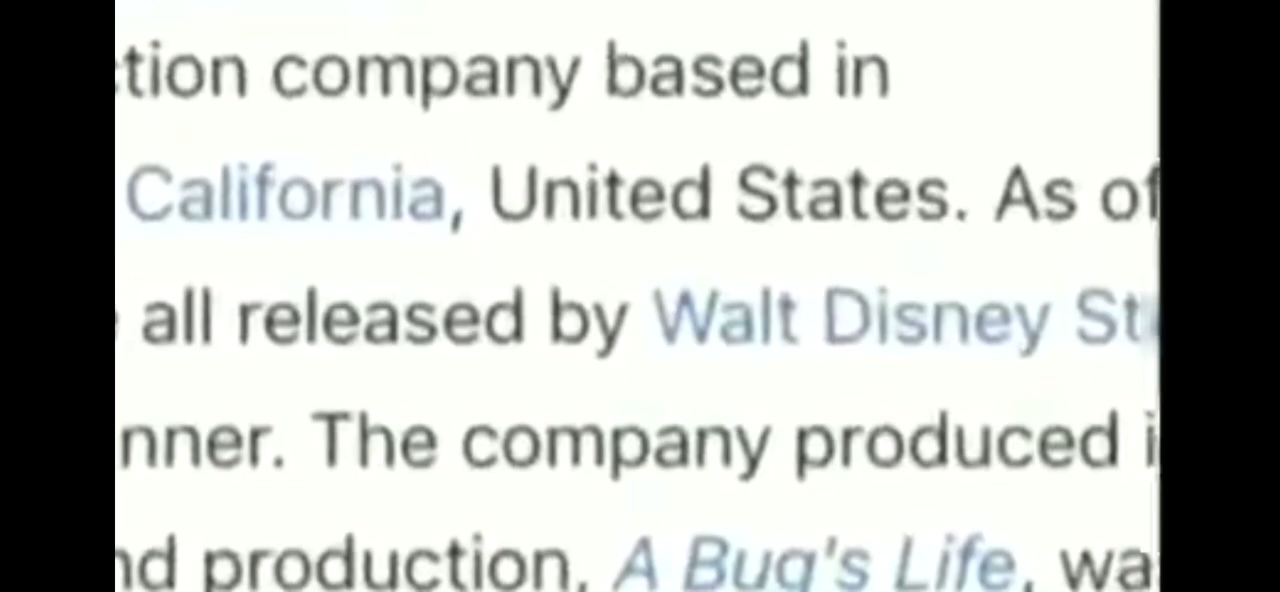 tion company based in
California, United States. As of
all released by Walt Disney St
nner. The company produced i
nd production, A Bug's Life, wa